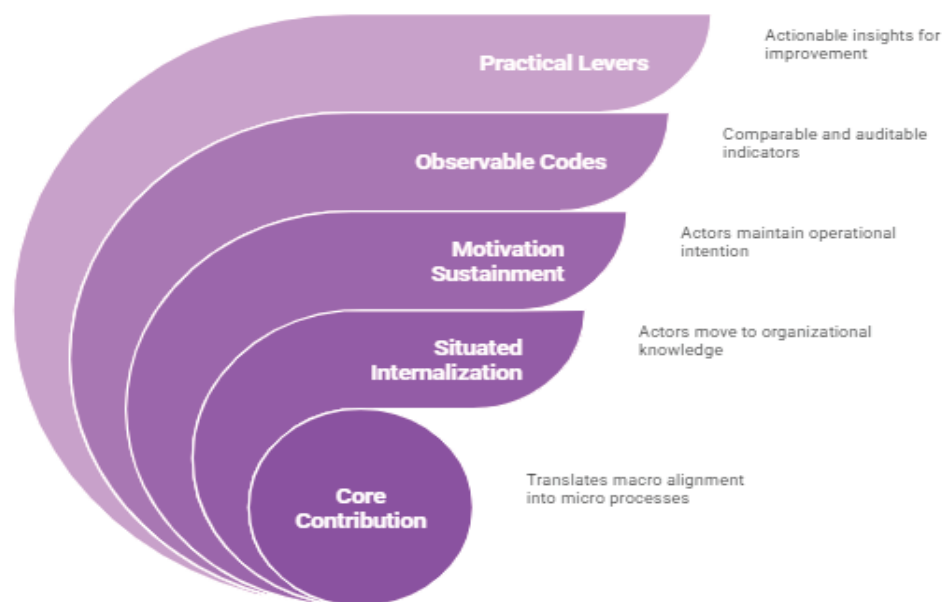 Practical Levers
Actionable insights for
improvement
Observable Codes
Comparable and auditable
indicators
Motivation
Sustainment
Actors maintain operational
intention
Situated
Internalization
Actors move to organizational
knowledge
Core
Contribution
Translates macro alignment
into micro processes